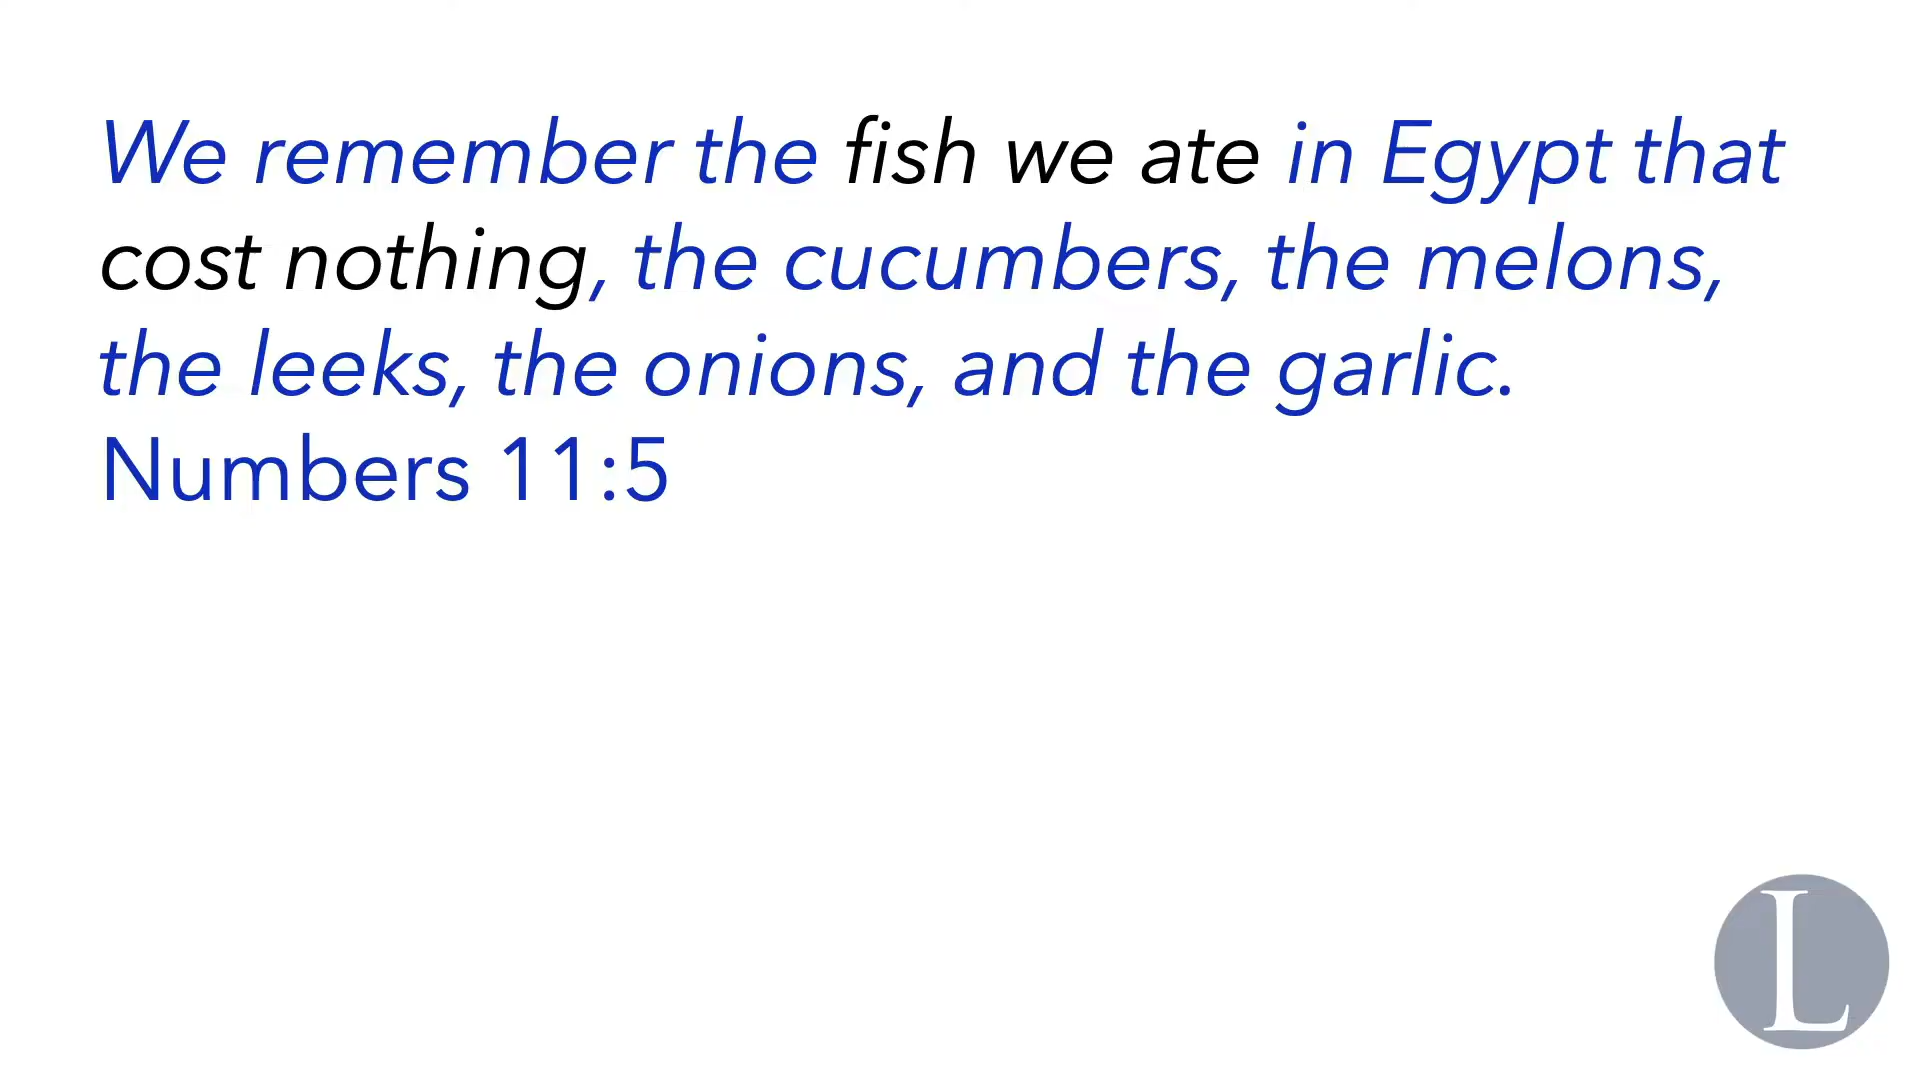 We remember the fish we ate in Egypt that
cost nothing, the cucumbers, the melons,
the leeks, the onions, and the garlic.
Numbers 11:5
L